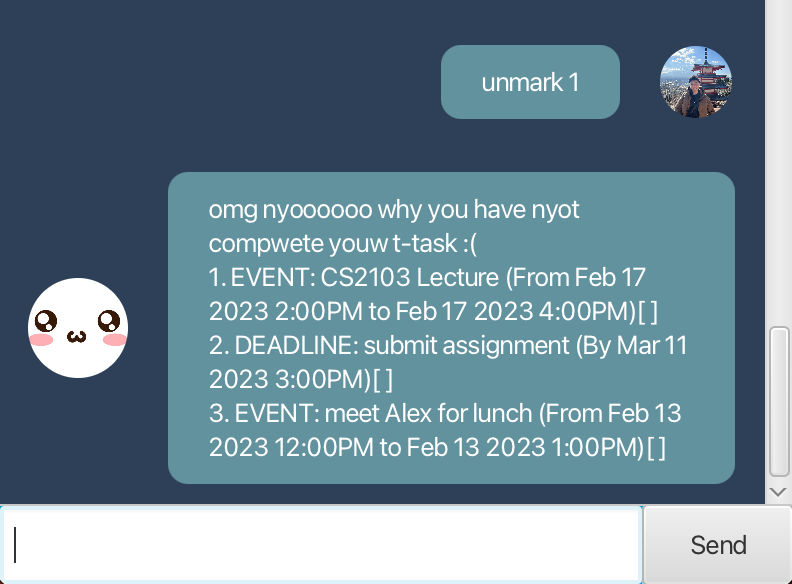 unmark 1
omg nyoooooo why you have nyot
compwete youw t-task :(
1. EVENT: CS2103 Lecture (From Feb 17
2023 2:00PM to Feb 17 2023 4:00PM)[ ]
2. DEADLINE: submit assignment (By Mar 11
2023 3:00PM)[ ]
3. EVENT: meet Alex for lunch (From Feb 13
2023 12:00PM to Feb 13 2023 1:00PM)[ ]
Send